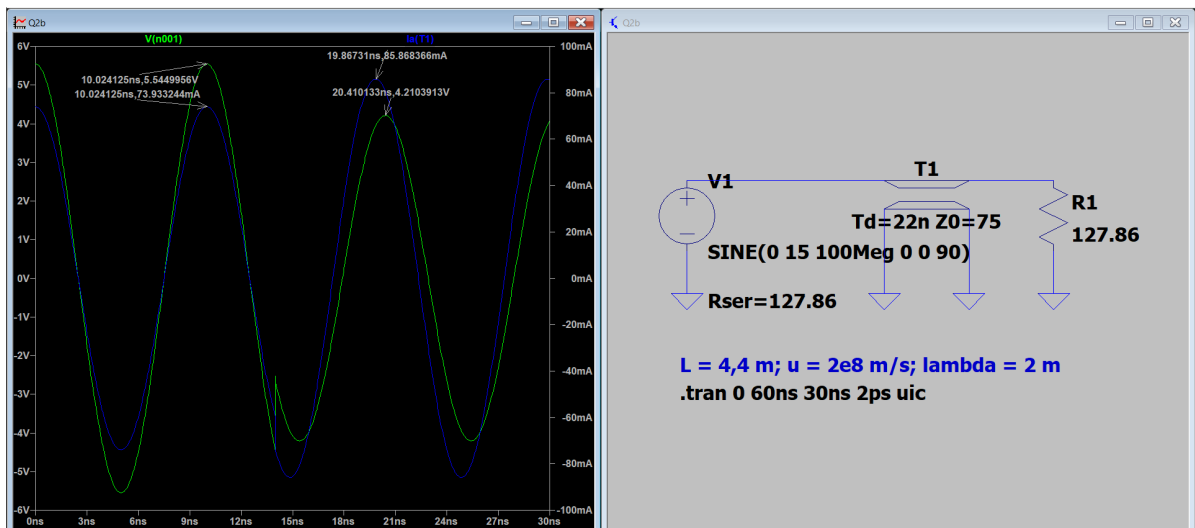 Q2b
V(n001)
In(T1)
6V
5V
4V
3V
2V
1V
0V
-1V
-2V
-3V
-4V
-5V
-6V
100mA
80mA
60mA
40mA
20mA
0mA
-20mA
-40mA
-60mA
-80mA
-100mA
10.024125ns,5.5449956V
10.024125ns,73.933244mA
19.86731ns,85.868366mA
20.410133ns,4.2103913V
0ns 3ns 6ns 9ns 12ns 15ns 18ns 21ns 24ns 27ns 30ns
Q2b
T1
V1
R1
Td=22n Z0=75
127.86
SINE(0 15 100Meg 0 0 90)
Rser=127.86
L = 4,4 m; u = 2e8 m/s; lambda = 2 m
.tran 0 60ns 30ns 2ps uic